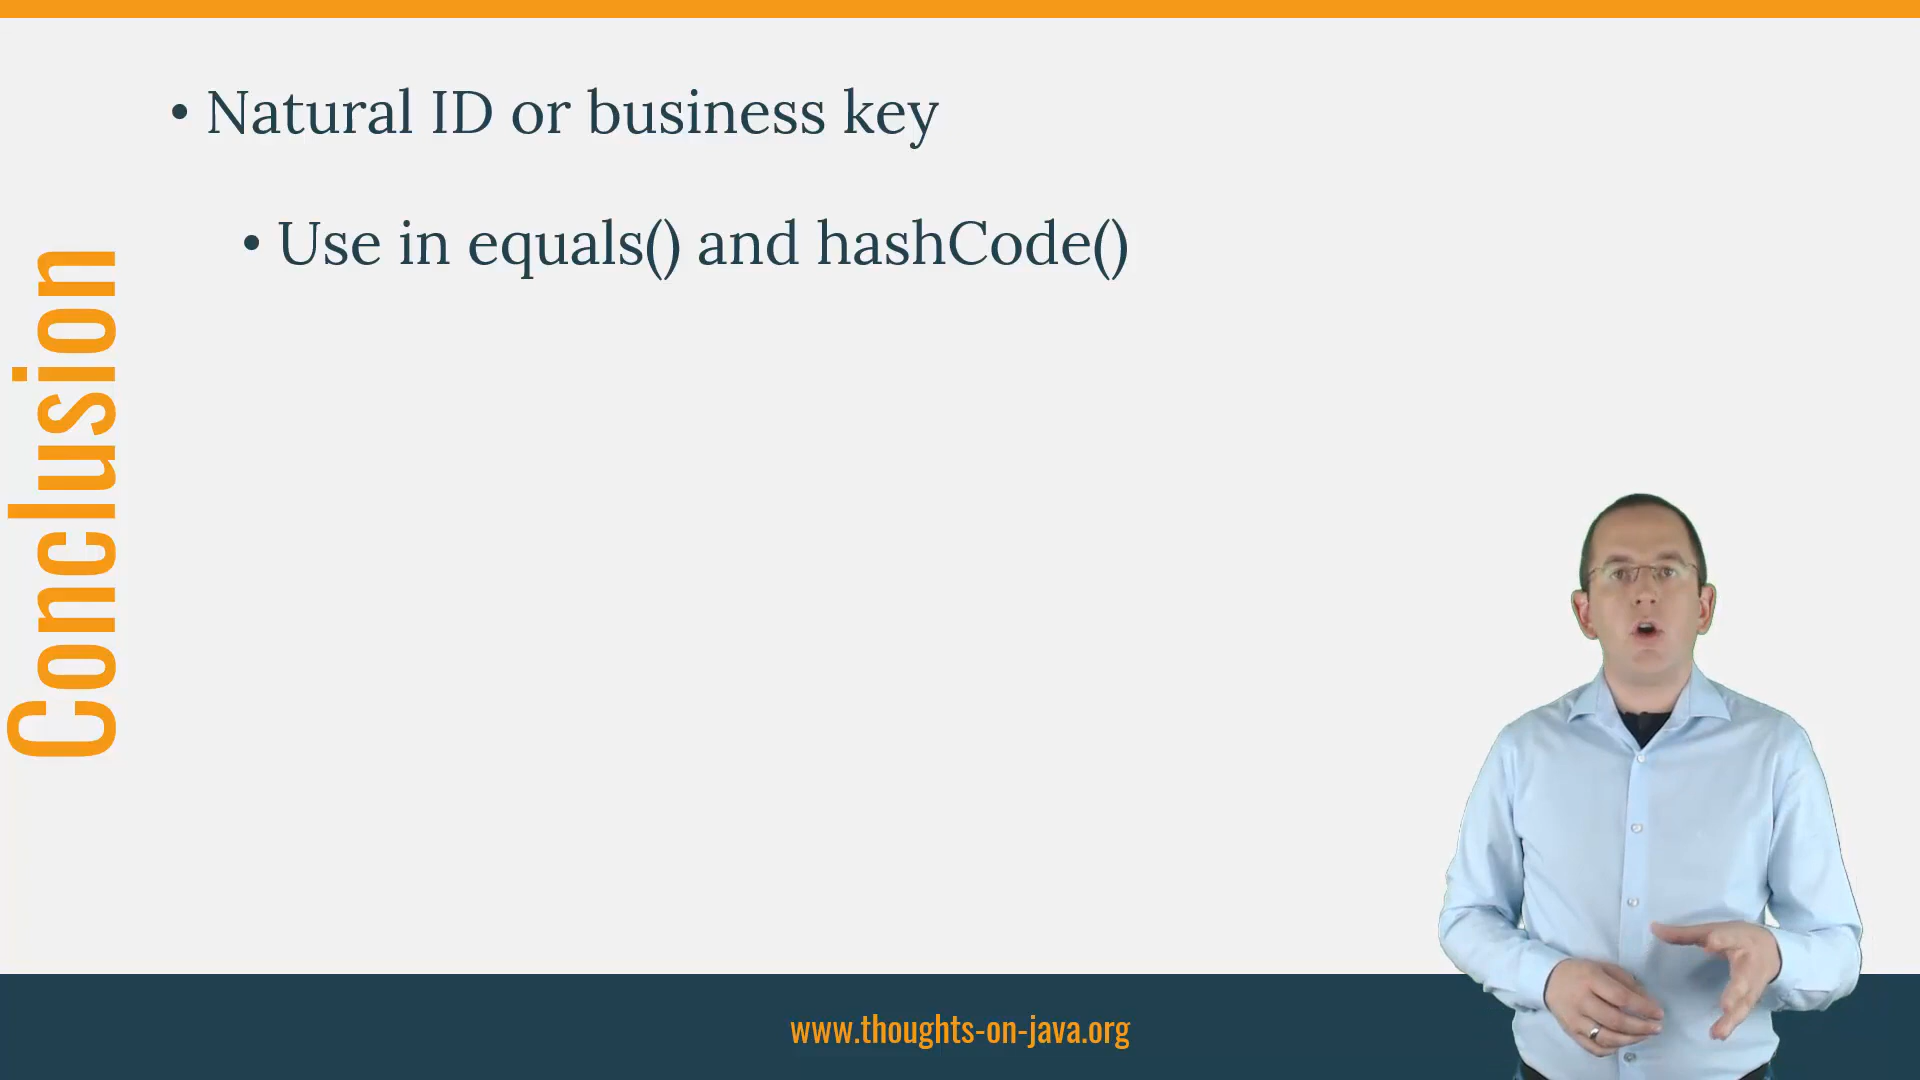 • Natural ID or business key
• Use in equals() and hashCode()
Conclusion
www.thoughts-on-java.org